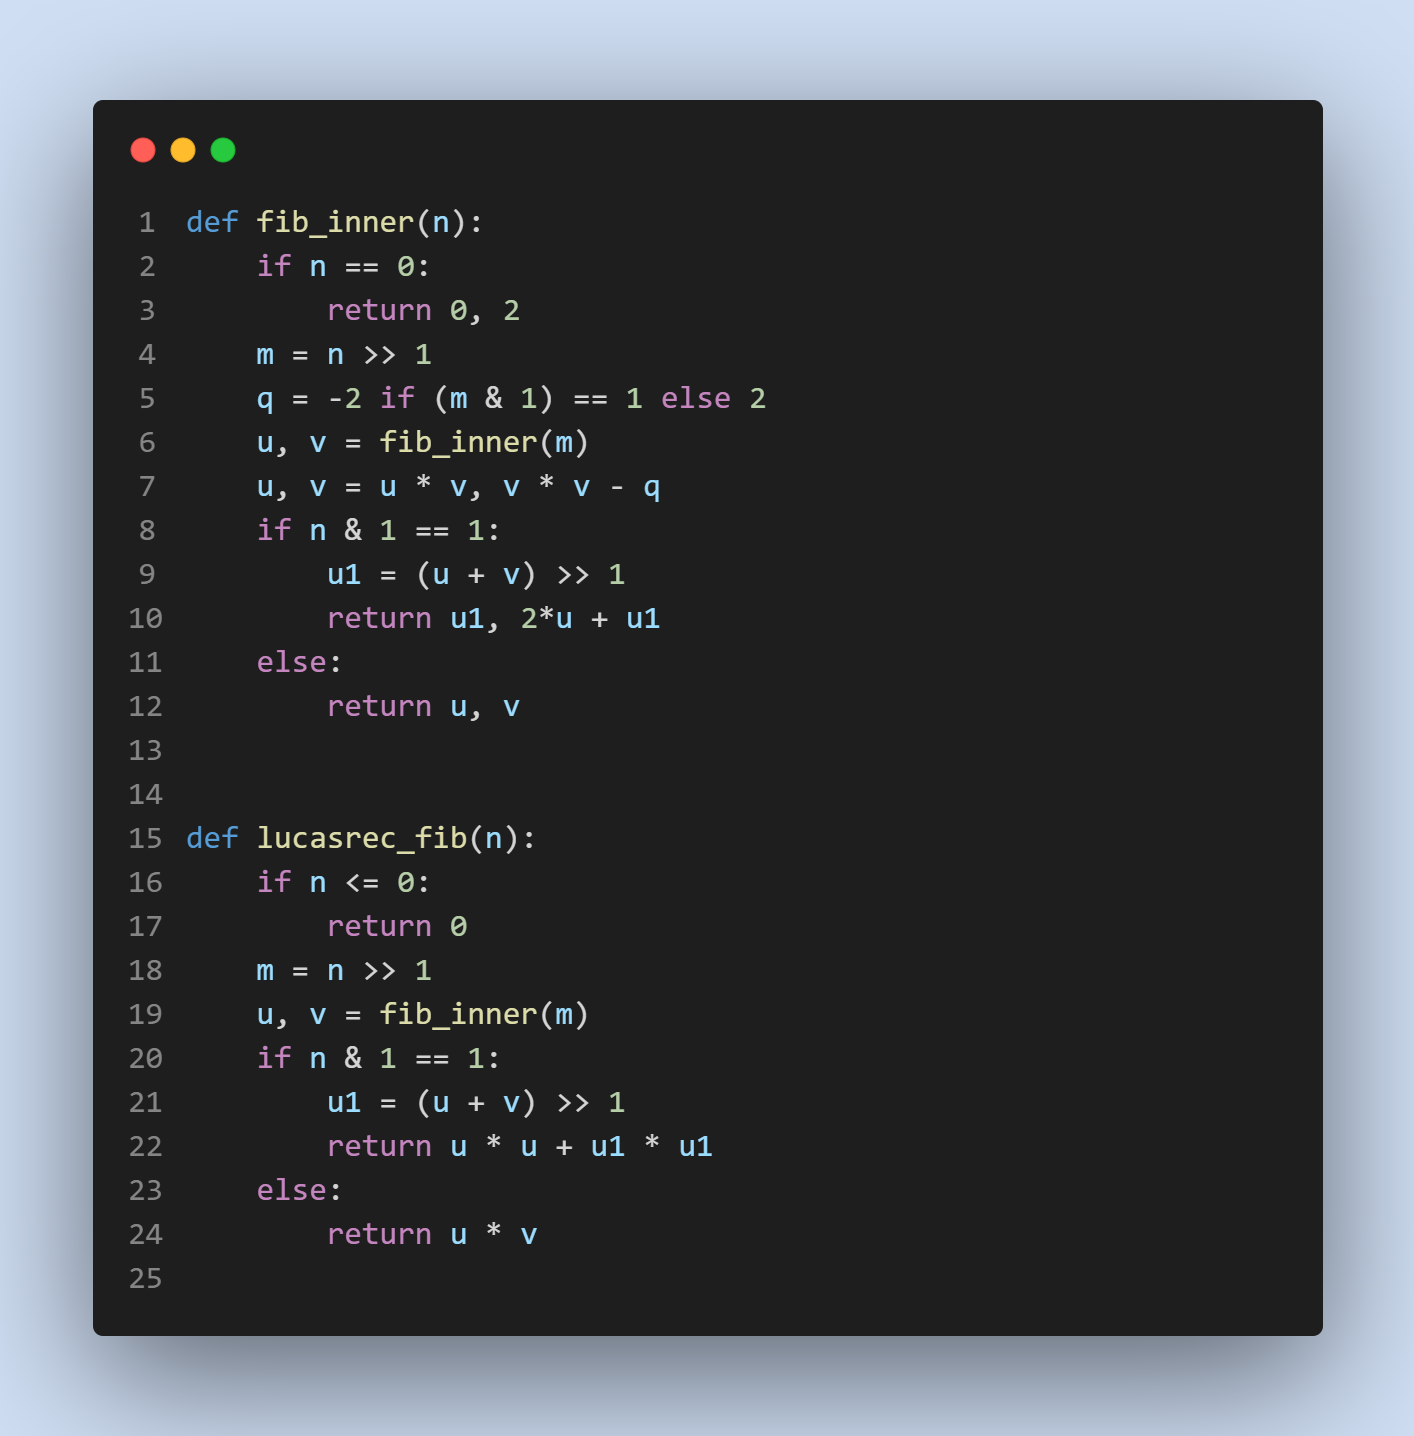 1 def fib_inner(n):
2     if n == 0:
3         return 0, 2
4     m = n >> 1
5     q = -2 if (m & 1) == 1 else 2
6     u, v = fib_inner(m)
7     u, v = u * v, v * v - q
8     if n & 1 == 1:
9         u1 = (u + v) >> 1
10         return u1, 2*u + u1
11     else:
12         return u, v
13
14
15 def lucasrec_fib(n):
16     if n <= 0:
17         return 0
18     m = n >> 1
19     u, v = fib_inner(m)
20     if n & 1 == 1:
21         u1 = (u + v) >> 1
22         return u * u + u1 * u1
23     else:
24         return u * v
25